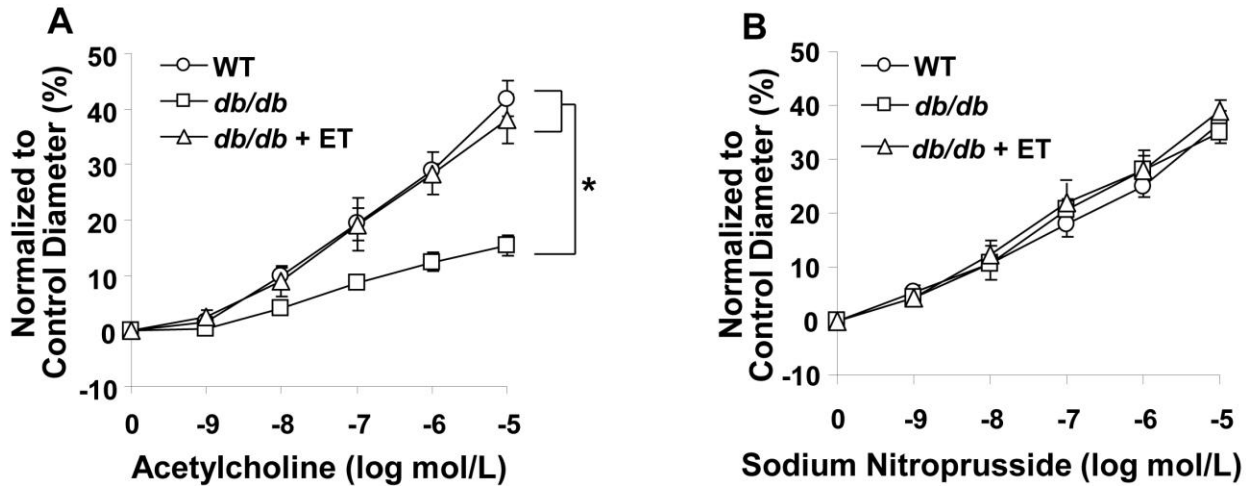 A
Normalized to
Control Diameter (%)
50
40
30
20
10
0
-10
WT
db/db
db/db + ET
*
0 -9 -8 -7 -6 -5
Acetylcholine (log mol/L)
B
Normalized to
Control Diameter (%)
50
40
30
20
10
0
-10
WT
db/db
db/db + ET
0 -9 -8 -7 -6 -5
Sodium Nitroprusside (log mol/L)